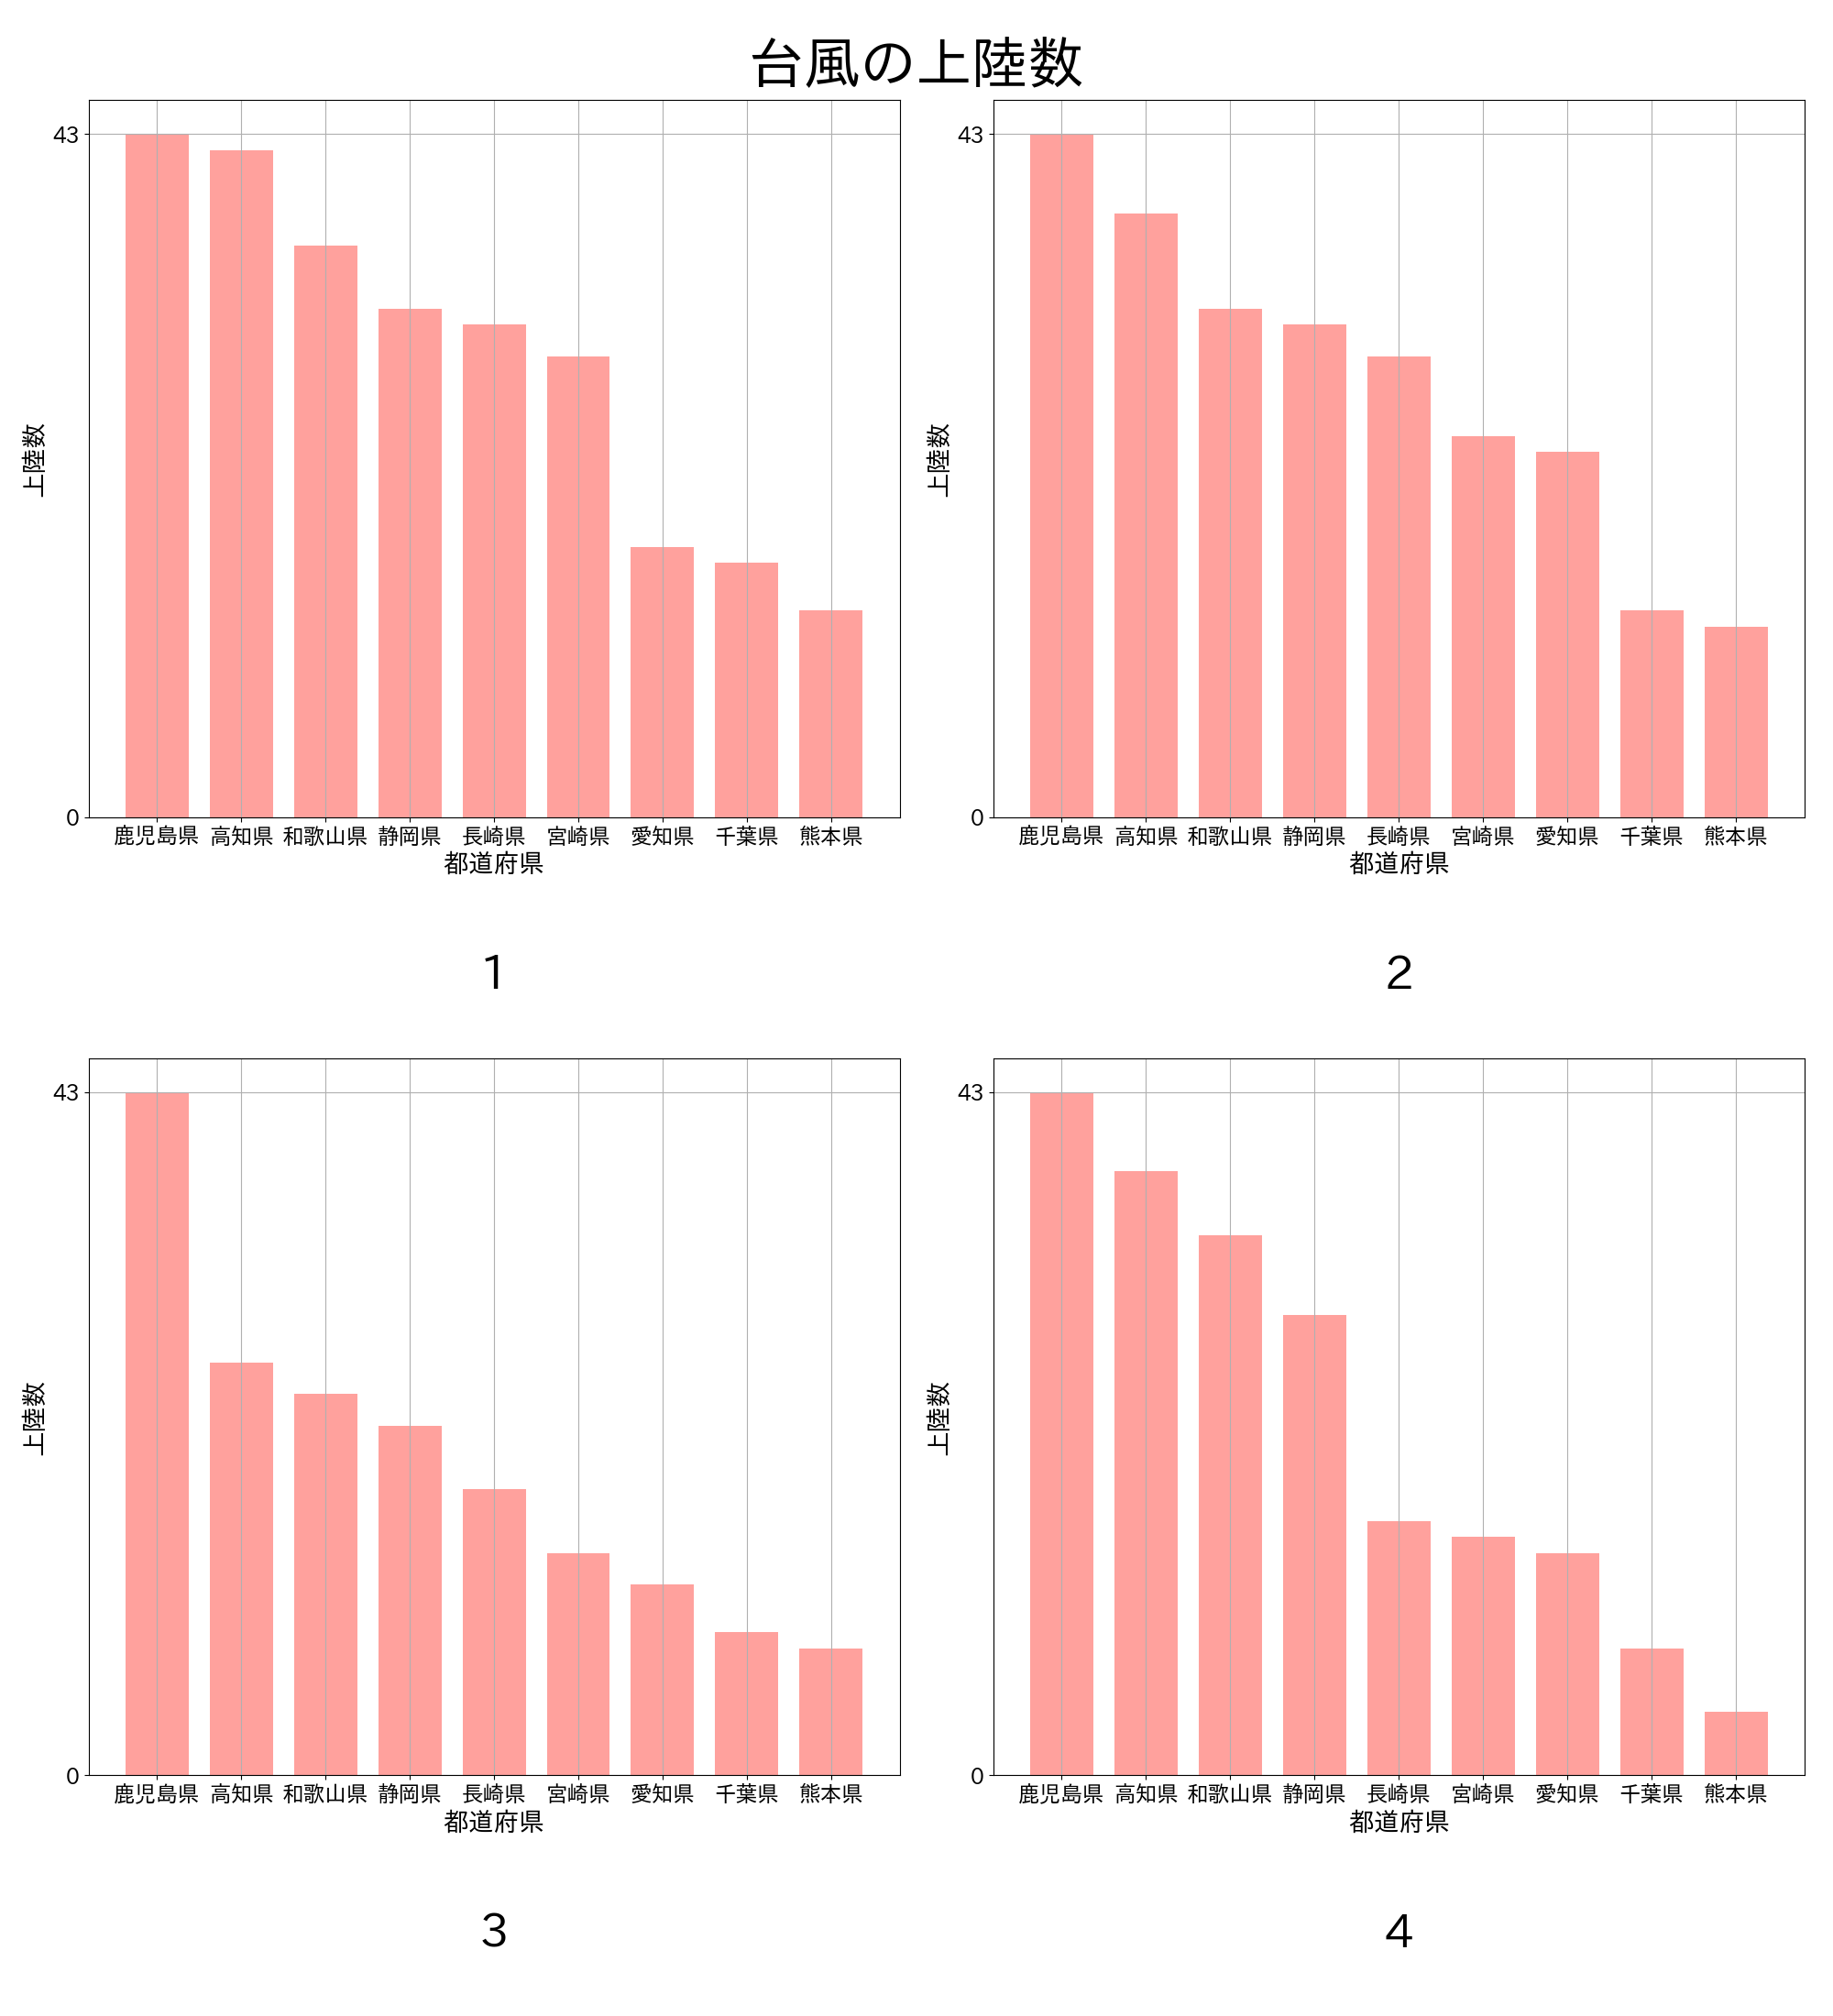 台風の上陸数
43
0
上陸数
鹿児島県 高知県 和歌山県 静岡県 長崎県 宮崎県 愛知県 千葉県 熊本県
都道府県
1
43
0
上陸数
鹿児島県 高知県 和歌山県 静岡県 長崎県 宮崎県 愛知県 千葉県 熊本県
都道府県
2
43
0
上陸数
鹿児島県 高知県 和歌山県 静岡県 長崎県 宮崎県 愛知県 千葉県 熊本県
都道府県
3
43
0
上陸数
鹿児島県 高知県 和歌山県 静岡県 長崎県 宮崎県 愛知県 千葉県 熊本県
都道府県
4